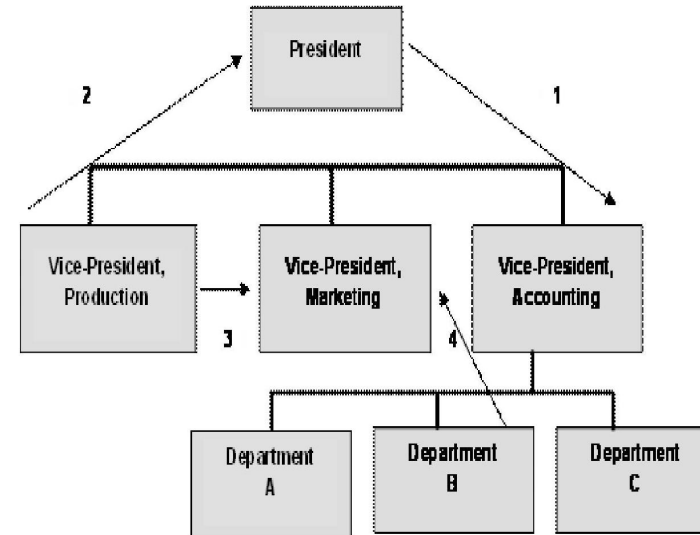 President
2
1
Vice-President,
Production
Vice-President,
Marketing
Vice-President,
Accounting
3
4
Department
A
Department
B
Department
C